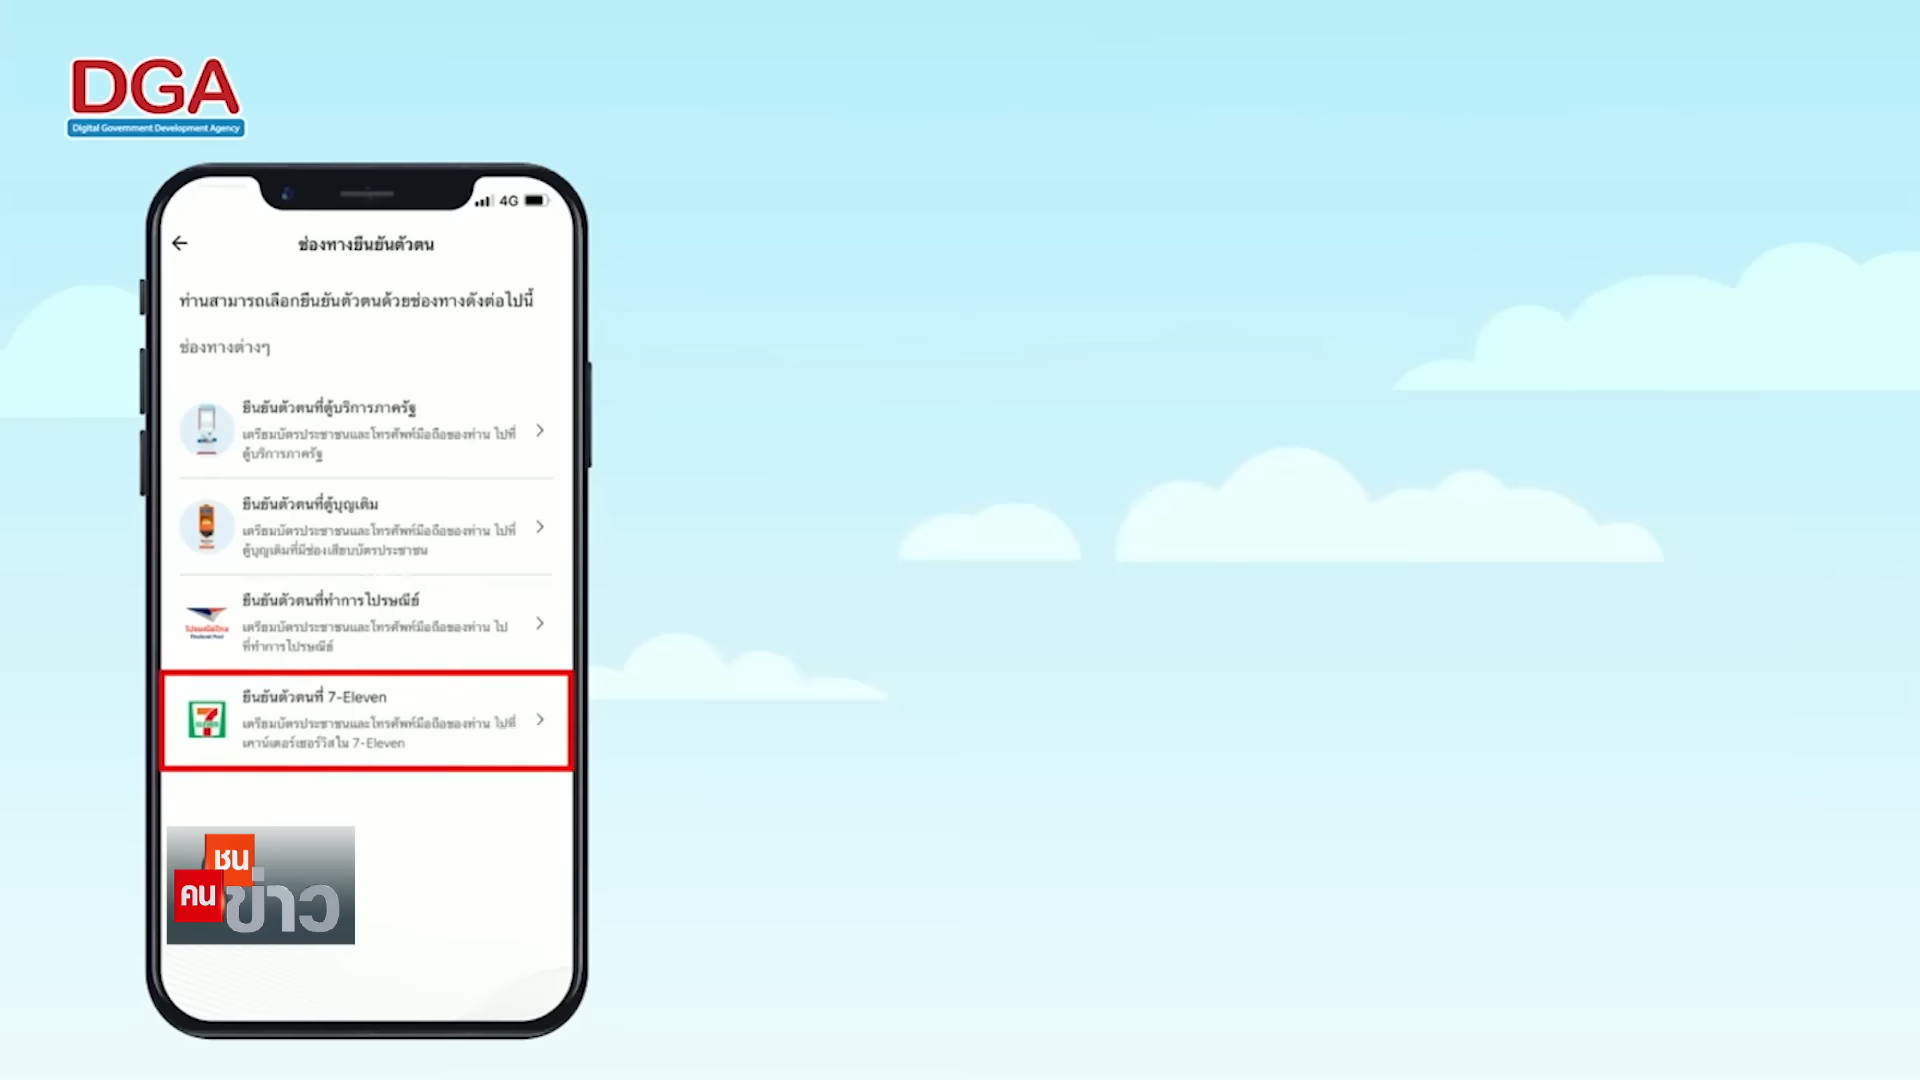 DGA
Digital Government Development Agency
4G
ช่องทางยืนยันตัวตน
ท่านสามารถเลือกยืนยันตัวตนด้วยช่องทางดังต่อไปนี้
ช่องทางต่างๆ
ยืนยันตัวตนที่ตู้บริการภาครัฐ
เตรียมบัตรประชาชนและโทรศัพท์มือถือของท่าน ไปที่
ตู้บริการภาครัฐ
ยืนยันตัวตนที่ตู้บุญเติม
เตรียมบัตรประชาชนและโทรศัพท์มือถือของท่าน ไปที่
ตู้บุญเติมที่มีช่องเสียบบัตรประชาชน
ยืนยันตัวตนที่ทำการไปรษณีย์
เตรียมบัตรประชาชนและโทรศัพท์มือถือของท่าน ไป
ที่ทำการไปรษณีย์
ไปรษณีย์ไทย
Thailand Post
ยืนยันตัวตนที่ 7-Eleven
เตรียมบัตรประชาชนและโทรศัพท์มือถือของท่าน ไปที่
เคาน์เตอร์เซอร์วิสใน 7-Eleven
7 ELEVEN
ชน
คน
ข่าว